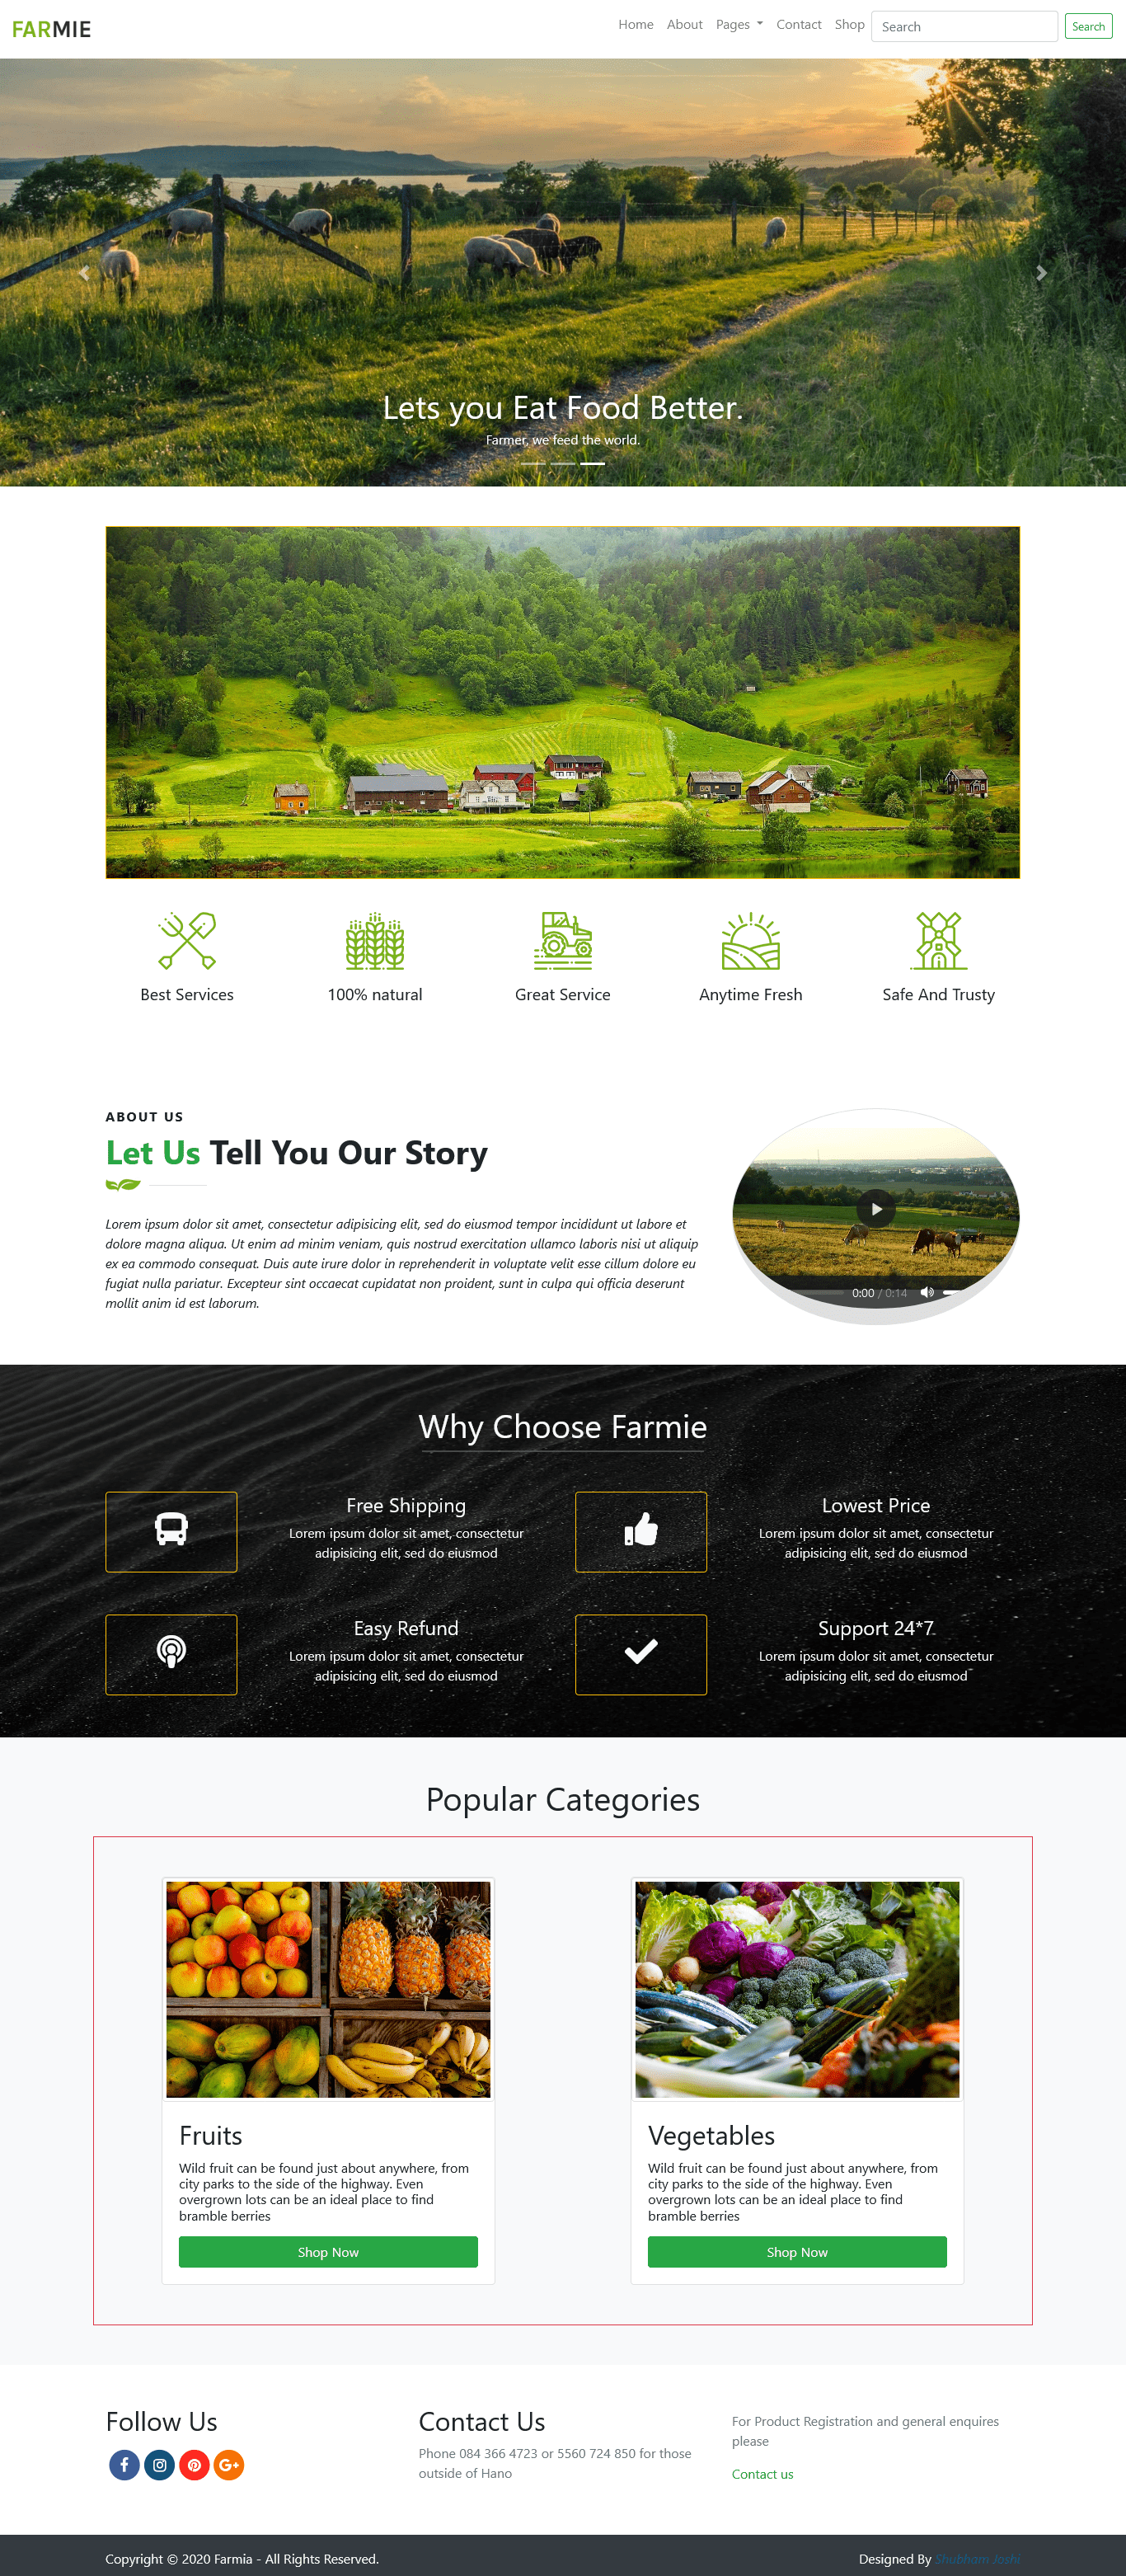 FARMIE
Home About Pages Contact Shop Search Search
Lets you Eat Food Better.
Farmer, we feed the world.
Best Services
100% natural
Great Service
Anytime Fresh
Safe And Trusty
ABOUT US
Let Us Tell You Our Story
Lorem ipsum dolor sit amet, consectetur adipisicing elit, sed do eiusmod tempor incididunt ut labore et
dolore magna aliqua. Ut enim ad minim veniam, quis nostrud exercitation ullamco laboris nisi ut aliquip
ex ea commodo consequat. Duis aute irure dolor in reprehenderit in voluptate velit esse cillum dolore eu
fugiat nulla pariatur. Excepteur sint occaecat cupidatat non proident, sunt in culpa qui officia deserunt
mollit anim id est laborum.
0:00 / 0:14
Why Choose Farmie
Free Shipping
Lorem ipsum dolor sit amet, consectetur
adipisicing elit, sed do eiusmod
Lowest Price
Lorem ipsum dolor sit amet, consectetur
adipisicing elit, sed do eiusmod
Easy Refund
Lorem ipsum dolor sit amet, consectetur
adipisicing elit, sed do eiusmod
Support 24*7
Lorem ipsum dolor sit amet, consectetur
adipisicing elit, sed do eiusmod
Popular Categories
Fruits
Wild fruit can be found just about anywhere, from
city parks to the side of the highway. Even
overgrown lots can be an ideal place to find
bramble berries
Shop Now
Vegetables
Wild fruit can be found just about anywhere, from
city parks to the side of the highway. Even
overgrown lots can be an ideal place to find
bramble berries
Shop Now
Follow Us
Contact Us
Phone 084 366 4723 or 5560 724 850 for those
outside of Hano
For Product Registration and general enquires
please
Contact us
Copyright © 2020 Farmia - All Rights Reserved.
Designed By Shubham Joshi